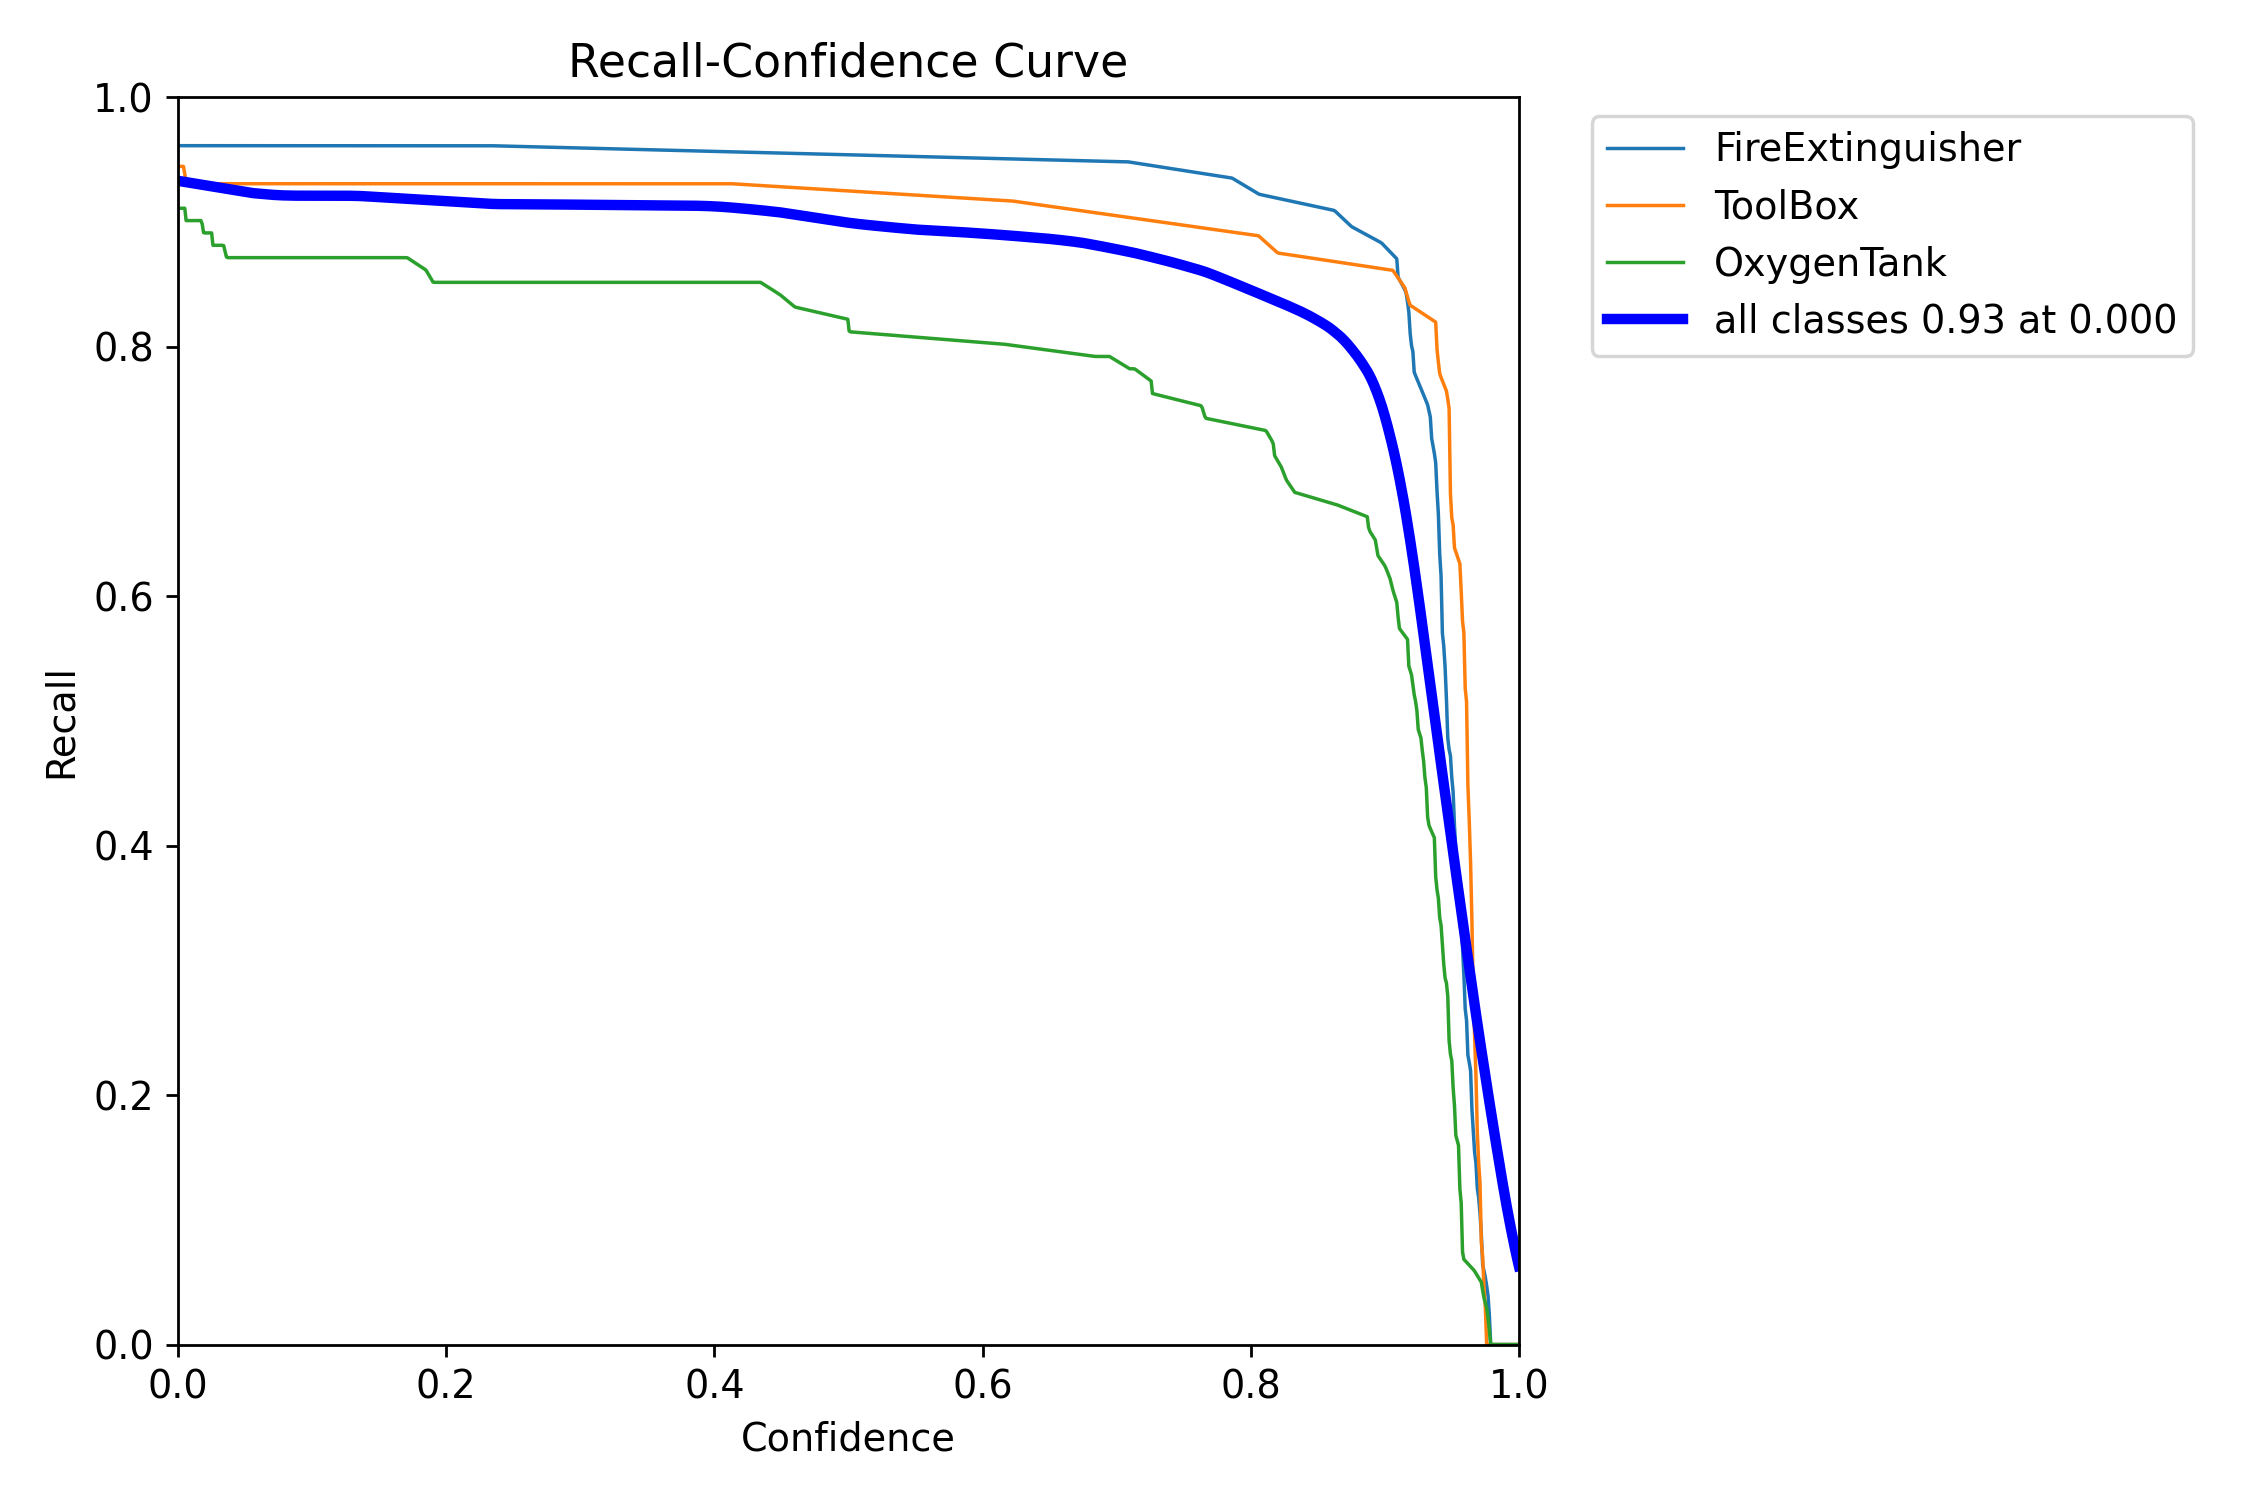 Recall-Confidence Curve
1.0
0.8
0.6
0.4
0.2
0.0
Recall
0.0 0.2 0.4 0.6 0.8 1.0
Confidence
FireExtinguisher
ToolBox
OxygenTank
all classes 0.93 at 0.000